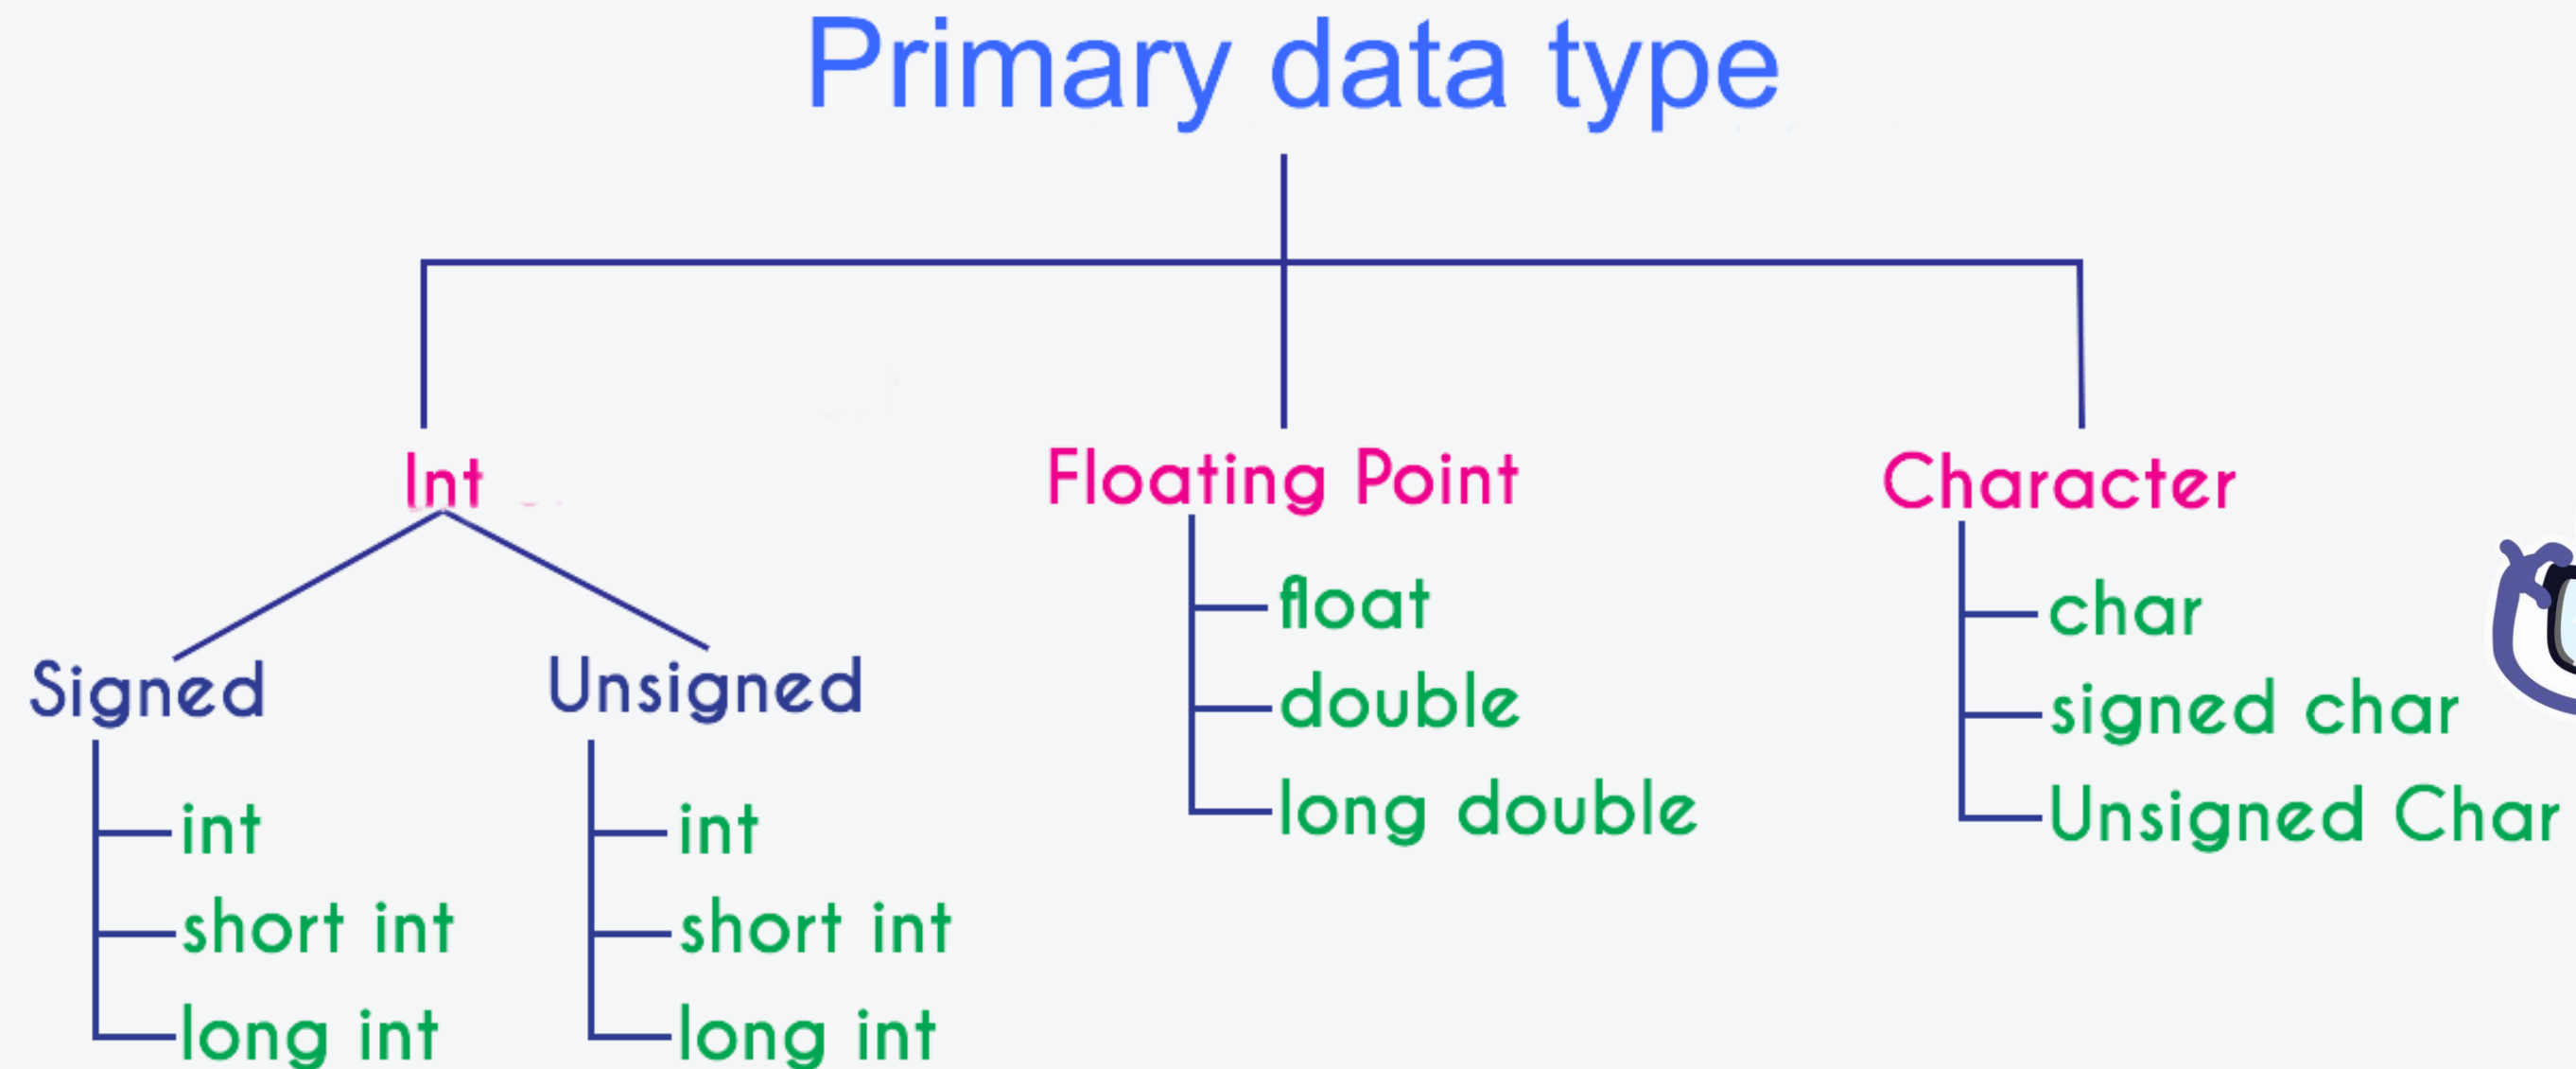 Primary data type
Int
Floating Point
Character
Signed
Unsigned
int
short int
long int
int
short int
long int
float
double
long double
char
signed char
Unsigned Char